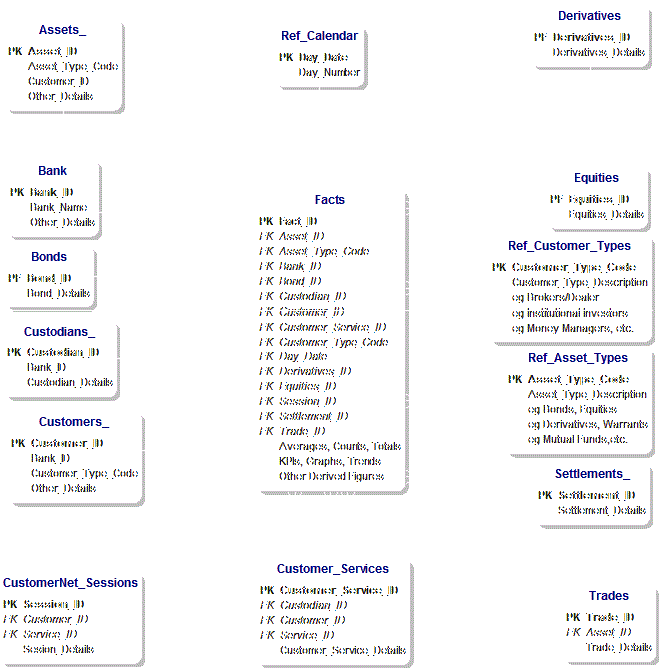 Assets_
PK Asset_ID
Asset_Type_Code
Customer_ID
Other_Details
Ref_Calendar
PK Day_Date
Day_Number
Derivatives
PF Derivatives_ID
Derivatives_Details
Bank
PK Bank_ID
Bank_Name
Other_Details
Bonds
PF Bond_ID
Bond_Details
Custodians_
PK Custodian_ID
Bank_ID
Custodian_Details
Customers_
PK Customer_ID
Bank_ID
Customer_Type_Code
Other_Details
Facts
PK Fact_ID
FK Asset_ID
FK Asset_Type_Code
FK Bank_ID
FK Bond_ID
FK Custodian_ID
FK Customer_ID
FK Customer_Service_ID
FK Customer_Type_Code
FK Day_Date
FK Derivatives_ID
FK Equities_ID
FK Session_ID
FK Settlement_ID
FK Trade_ID
Averages, Counts, Totals
KPIs, Graphs, Trends
Other Derived Figures
Equities
PF Equities_ID
Equities_Details
Ref_Customer_Types
PK Customer_Type_Code
Customer_Type_Description
eg Brokers/Dealer
eg institutional investors
eg Money Managers, etc.
Ref_Asset_Types
PK Asset_Type_Code
Asset_Type_Description
eg Bonds, Equities
eg Derivatives, Warrants
eg Mutual Funds,etc.
Settlements_
PK Settlement_ID
Settlement_Details
CustomerNet_Sessions
PK Session_ID
FK Customer_ID
FK Service_ID
Sesion_Details
Customer_Services
PK Customer_Service_ID
FK Custodian_ID
FK Customer_ID
FK Service_ID
Customer_Service_Details
Trades
PK Trade_ID
FK Asset_ID
Trade_Details